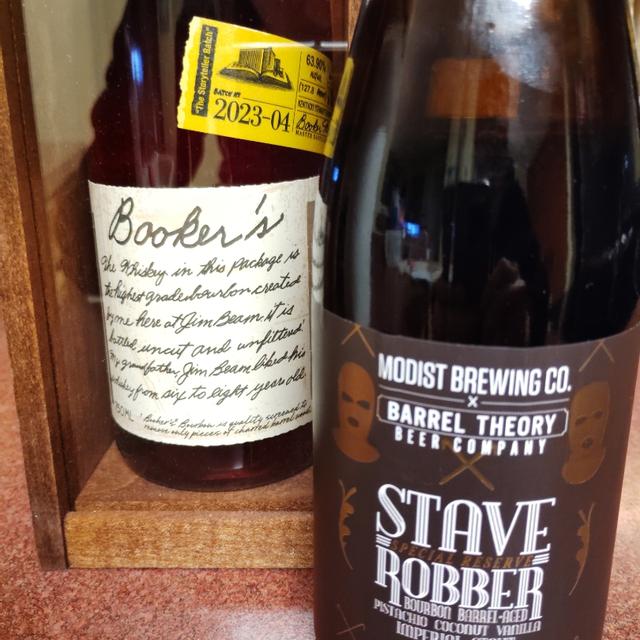 "The Storyteller Batch"
63.90%
BATCH Nº
2023-04
Booker's
The Whiskey in this package is
the highest grade bourbon created
by me here at Jim Beam. it is
bottled, uncut and unfiltered.
My grandfather, Jim Beam liked his
whiskey from six to eight years old.
750ML
MODIST BREWING CO.
×
BARREL THEORY
BEER COMPANY
STAVE
SPECIAL RESERVE
ROBBER
BOURBON BARREL-AGED
PISTACHIO COCONUT VANILLA
IMPERIAL STOUT